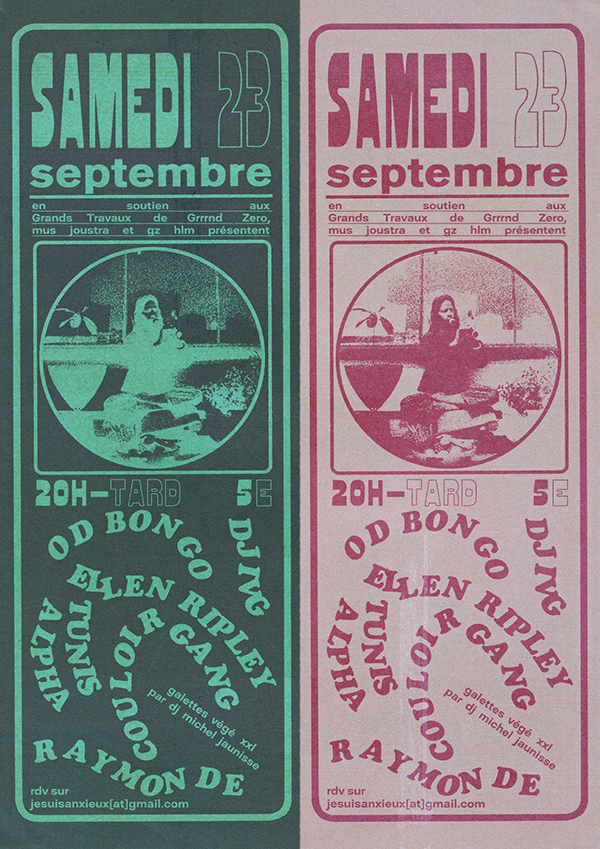 SAMEDI 23
septembre
en soutien aux
Grands Travaux de Grrrnd Zero,
mus joustra et gz hlm présentent
20H—TARD 5E
OD BONGO
DJ IVG
ELLEN RIPLEY
ALPHA
TUNIS
COULOIR GANG
galettes végé xxl
par dj michel jaunisse
RAYMONDE
rdv sur
jesuisanxieux[at]gmail.com
SAMEDI 23
septembre
en soutien aux
Grands Travaux de Grrrnd Zero,
mus joustra et gz hlm présentent
20H—TARD 5E
OD BONGO
DJ IVG
ELLEN RIPLEY
ALPHA
TUNIS
COULOIR GANG
galettes végé xxl
par dj michel jaunisse
RAYMONDE
rdv sur
jesuisanxieux[at]gmail.com